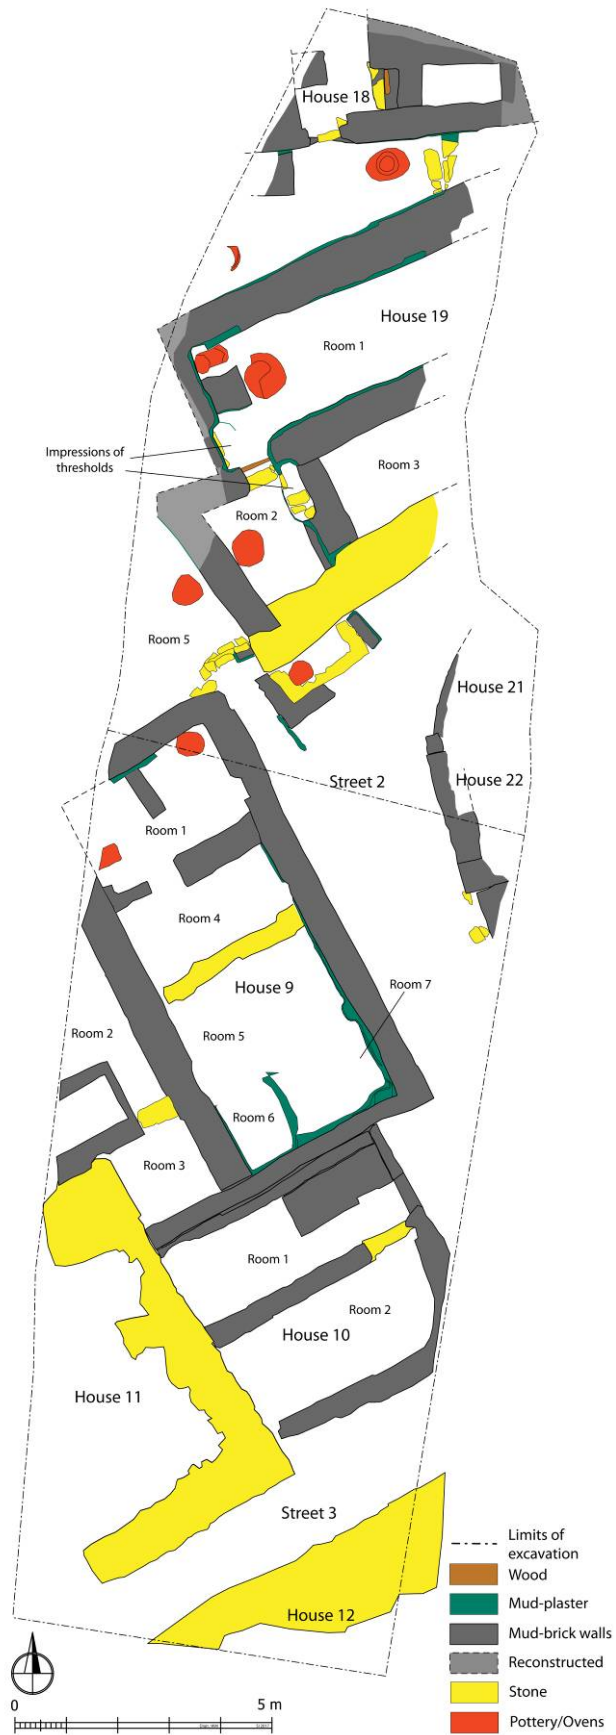 House 18
House 19
Room 1
Impressions of
thresholds
Room 3
Room 2
Room 5
House 21
House 22
Street 2
Room 1
Room 4
House 9
Room 7
Room 5
Room 2
Room 6
Room 3
Room 1
Room 2
House 10
House 11
Street 3
House 12
Limits of
excavation
Wood
Mud-plaster
Mud-brick walls
Reconstructed
Stone
Pottery/Ovens
0 5 m